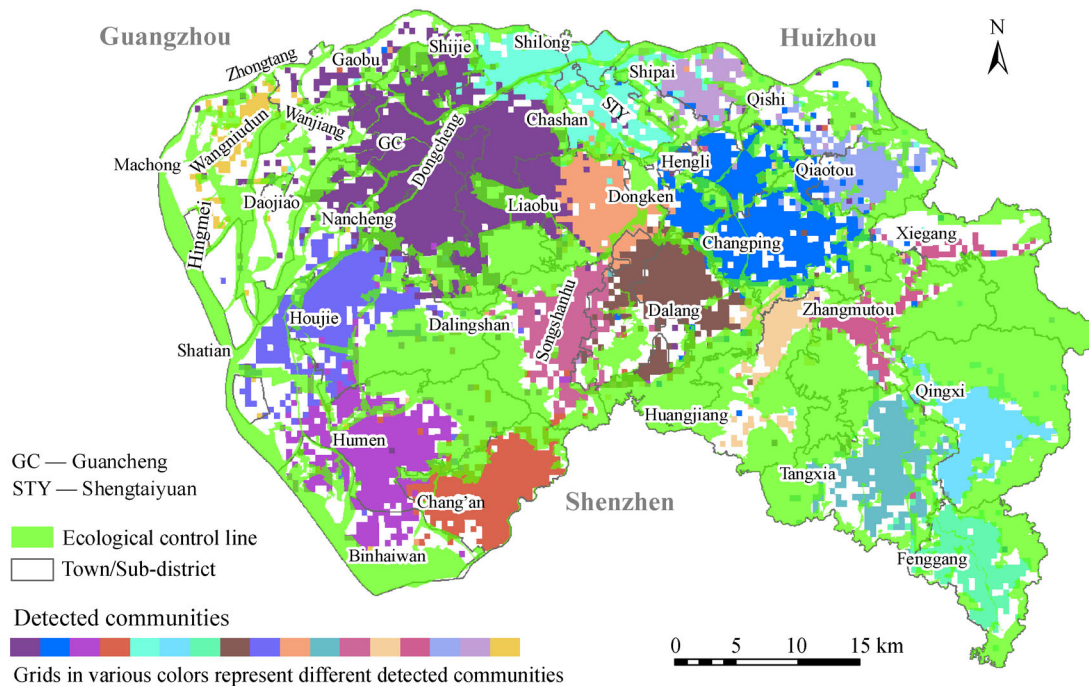 Guangzhou
Huizhou
N
Shijie
Shilong
Gaobu
Zhongtang
Shipai
Qishi
Wanjiang
STY
Chashan
Wangniudun
GC
Dongcheng
Machong
Hengli
Qiaotou
Daojiao
Dongken
Nancheng
Liaobu
Hingmei
Xiegang
Changping
Songshanhu
Houjie
Dalingshan
Dalang
Zhangmutou
Shatian
Qingxi
Huangjiang
Humen
GC — Guancheng
STY — Shengtaiyuan
Tangxia
Shenzhen
Chang'an
Ecological control line
Binhaiwan
Fenggang
Town/Sub-district
Detected communities
0 5 10 15 km
Grids in various colors represent different detected communities